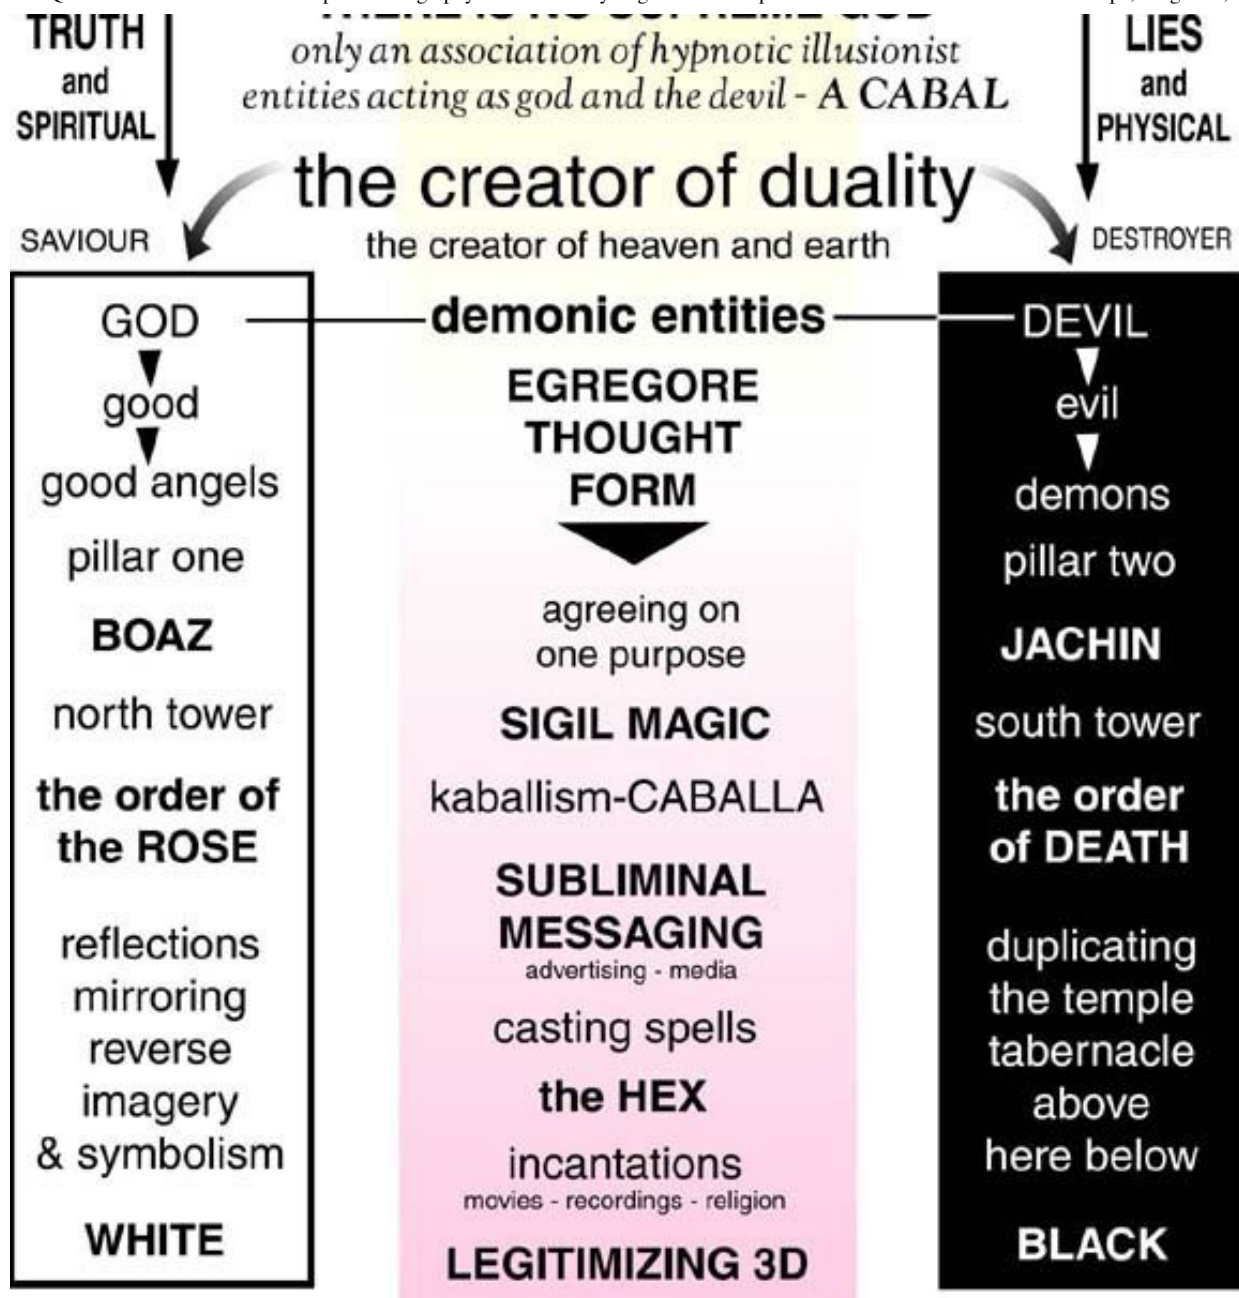 THERE IS NO SUPREME GOD
only an association of hypnotic illusionist
entities acting as god and the devil - A CABAL
the creator of duality
the creator of heaven and earth
TRUTH
and
SPIRITUAL
SAVIOUR
GOD
good
good angels
pillar one
BOAZ
north tower
the order of
the ROSE
reflections
mirroring
reverse
imagery
& symbolism
WHITE
demonic entities
EGREGORE
THOUGHT
FORM
agreeing on
one purpose
SIGIL MAGIC
kaballism-CABALLA
SUBLIMINAL
MESSAGING
advertising - media
casting spells
the HEX
incantations
movies - recordings - religion
LEGITIMIZING 3D
LIES
and
PHYSICAL
DESTROYER
DEVIL
evil
demons
pillar two
JACHIN
south tower
the order
of DEATH
duplicating
the temple
tabernacle
above
here below
BLACK